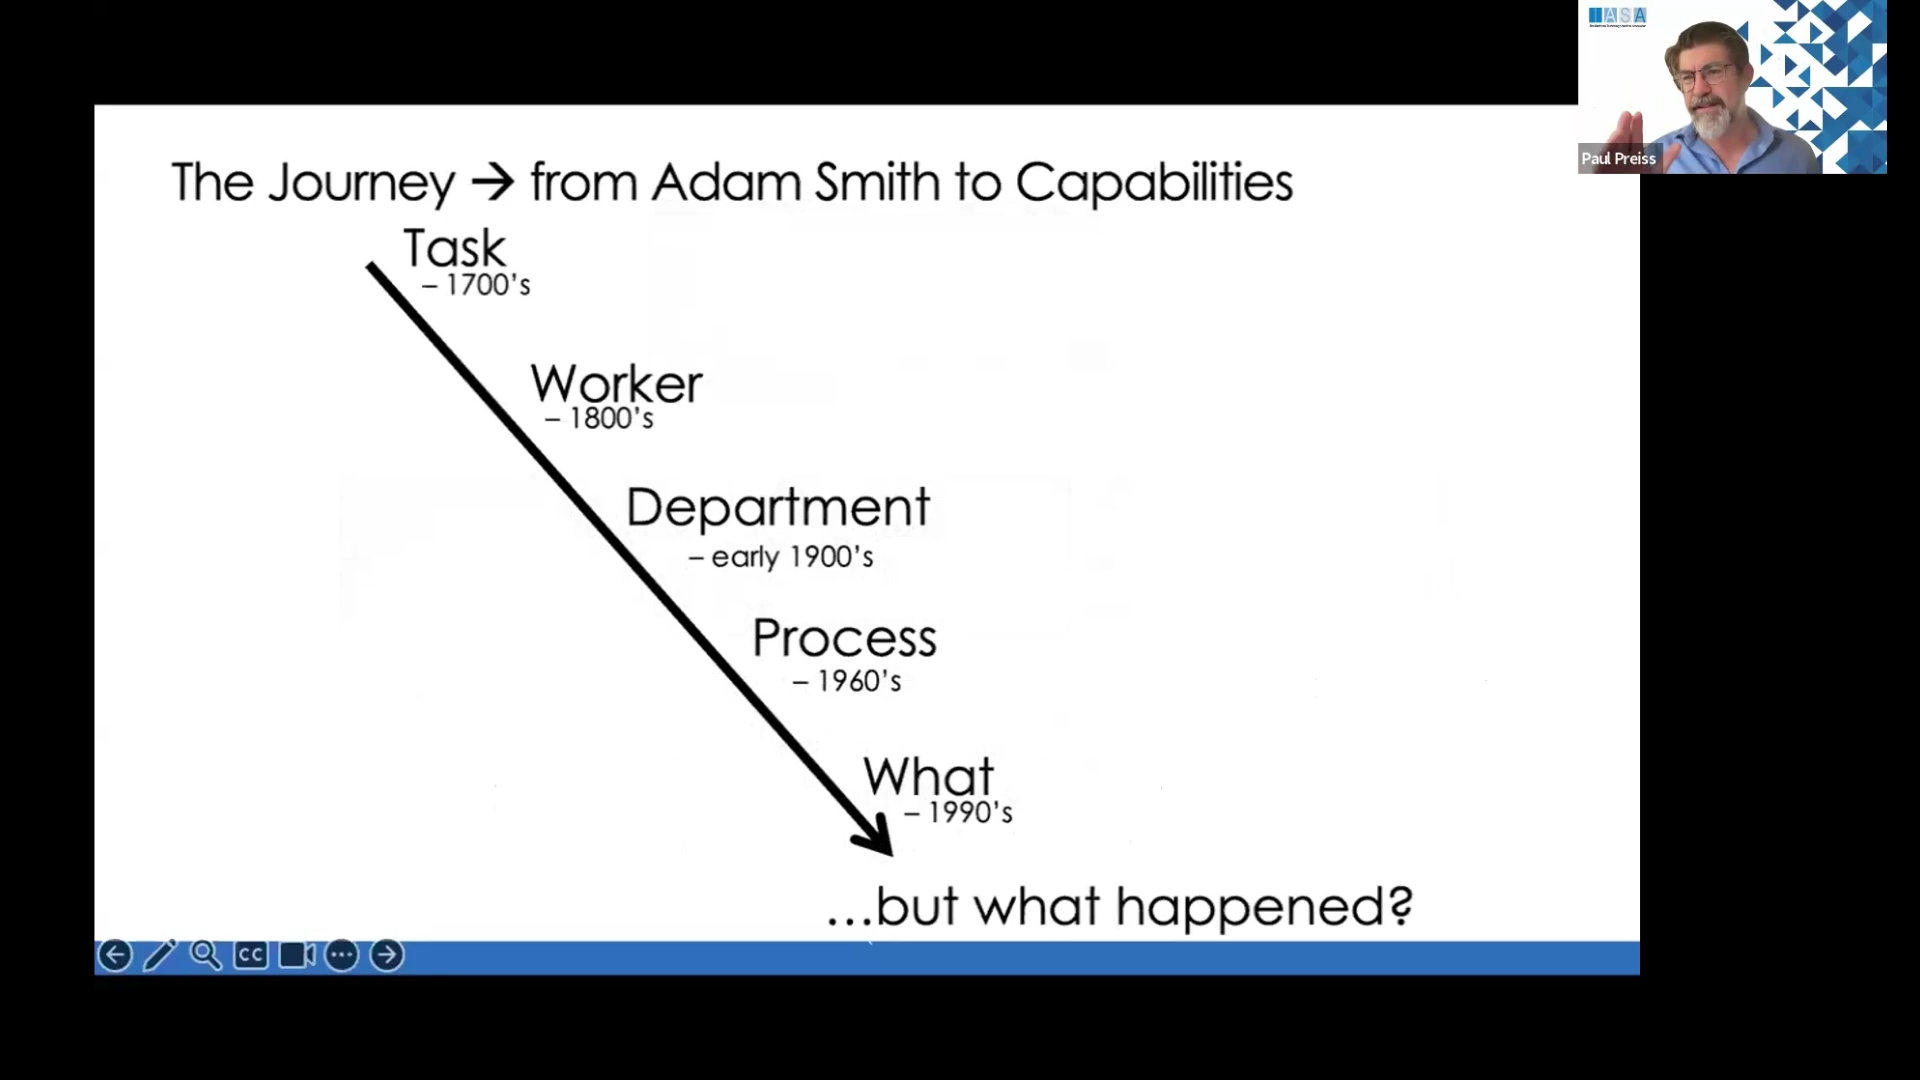 IASA
Paul Preiss
The Journey → from Adam Smith to Capabilities
Task
– 1700's
Worker
– 1800's
Department
– early 1900's
Process
– 1960's
What
– 1990's
...but what happened?
CC